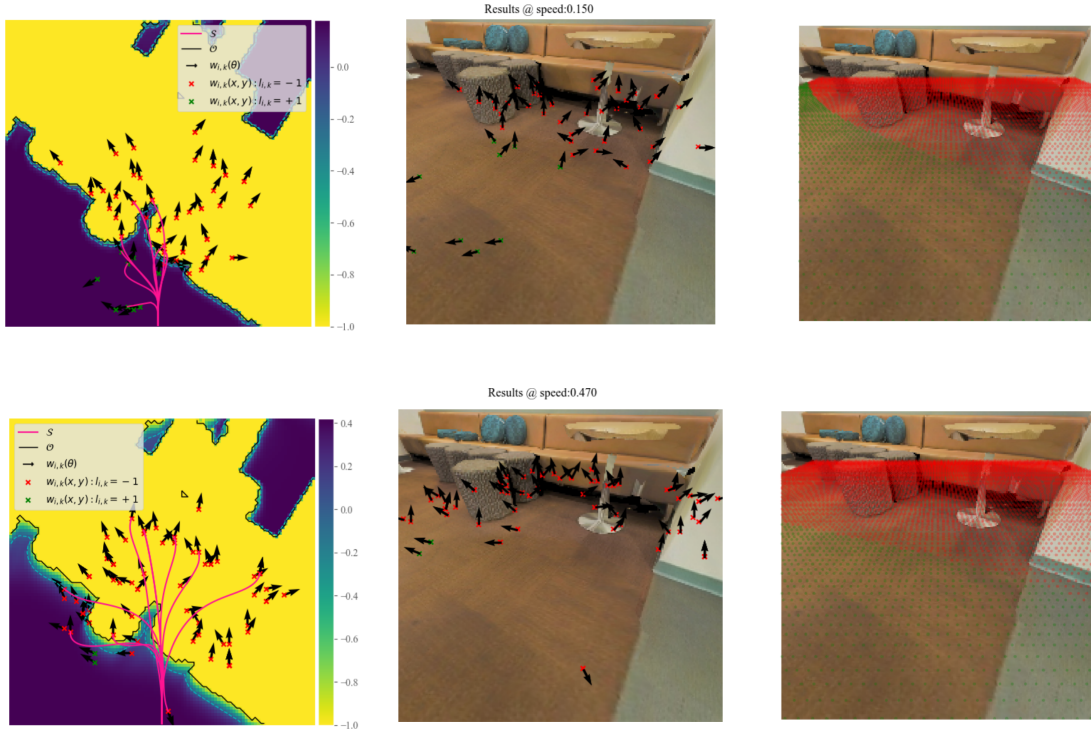 Results @ speed:0.150
S
O
w_{i,k}(θ)
w_{i,k}(x, y) : l_{i,k} = −1
w_{i,k}(x, y) : l_{i,k} = +1
0.0
−0.2
−0.4
−0.6
−0.8
−1.0
Results @ speed:0.470
S
O
w_{i,k}(θ)
w_{i,k}(x, y) : l_{i,k} = −1
w_{i,k}(x, y) : l_{i,k} = +1
0.4
0.2
0.0
−0.2
−0.4
−0.6
−0.8
−1.0